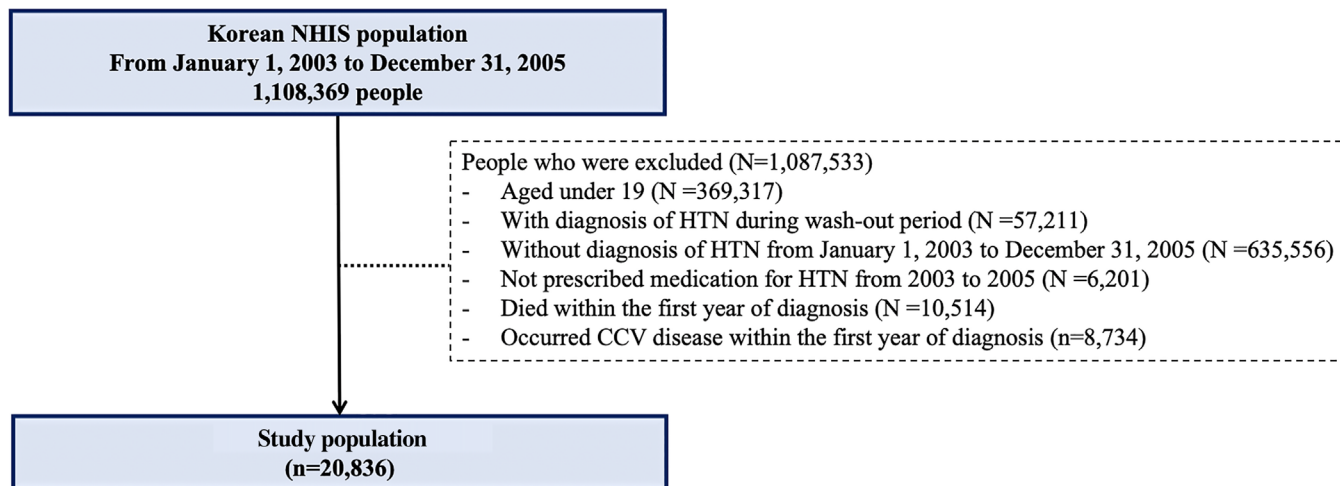 Korean NHIS population
From January 1, 2003 to December 31, 2005
1,108,369 people
People who were excluded (N=1,087,533)
- Aged under 19 (N =369,317)
- With diagnosis of HTN during wash-out period (N =57,211)
- Without diagnosis of HTN from January 1, 2003 to December 31, 2005 (N =635,556)
- Not prescribed medication for HTN from 2003 to 2005 (N =6,201)
- Died within the first year of diagnosis (N =10,514)
- Occurred CCV disease within the first year of diagnosis (n=8,734)
Study population
(n=20,836)